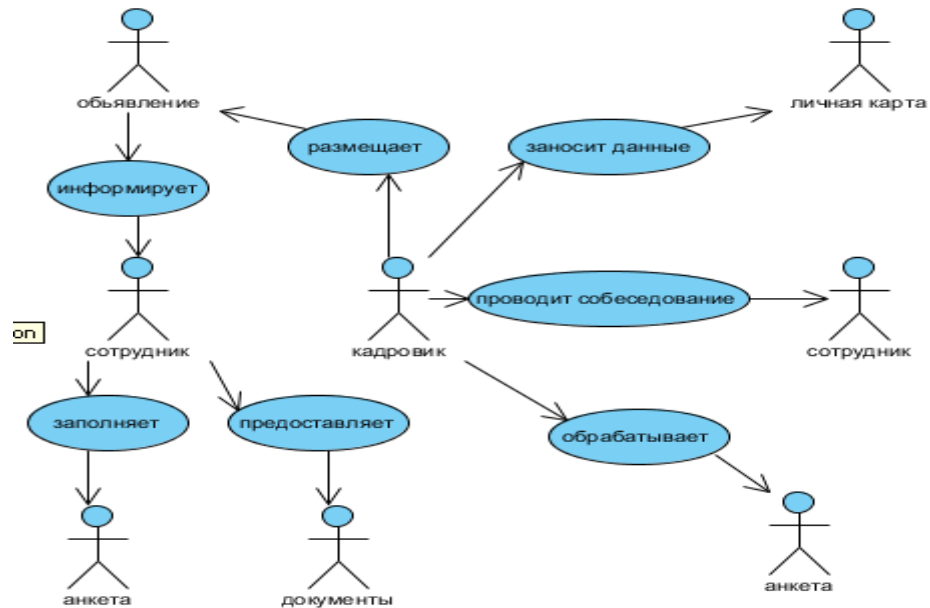 обьявление
личная карта
размещает
заносит данные
информирует
проводит собеседование
on
сотрудник
кадровик
сотрудник
заполняет
предоставляет
обрабатывает
анкета
документы
анкета